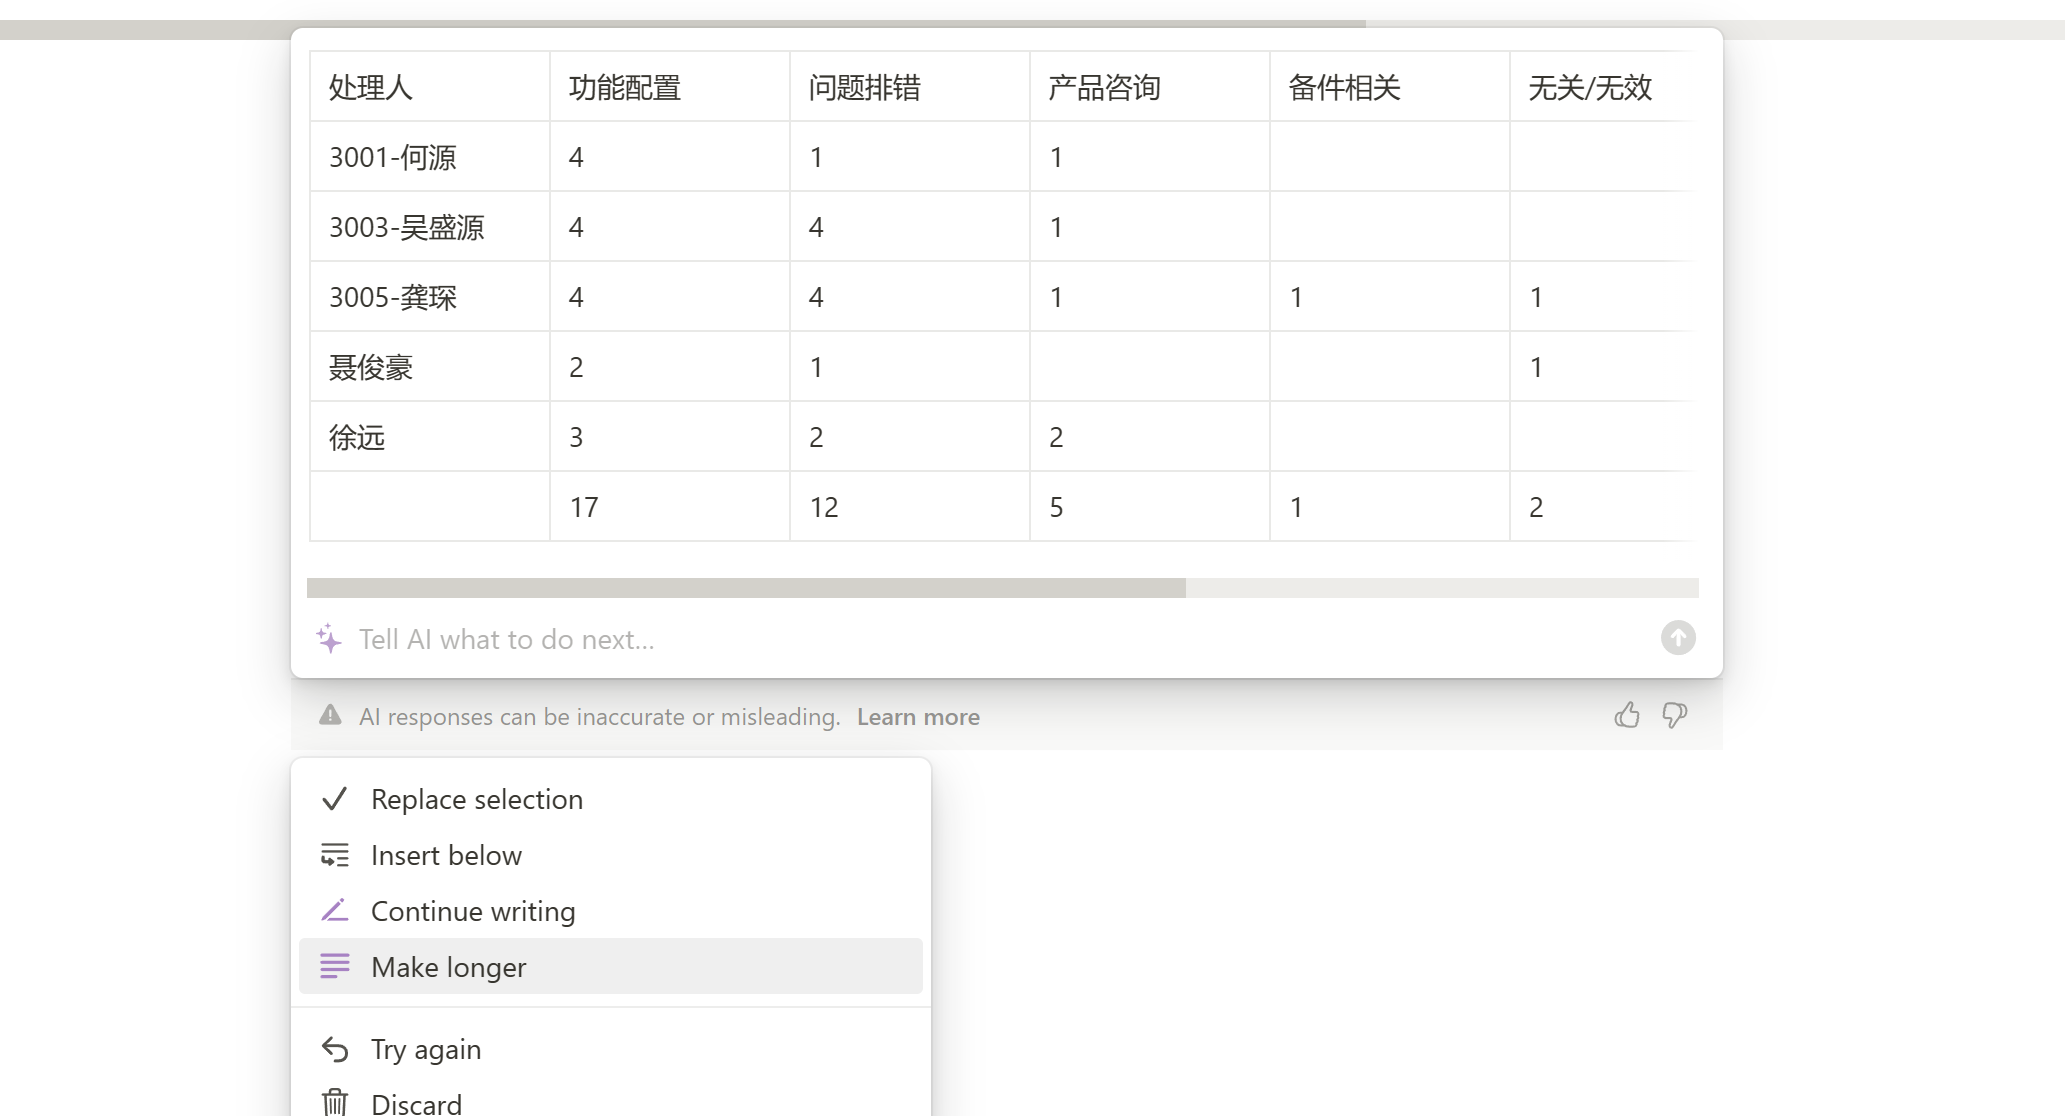 处理人 功能配置 问题排错 产品咨询 备件相关 无关/无效
3001-何源 4 1 1
3003-吴盛源 4 4 1
3005-龚琛 4 4 1 1 1
聂俊豪 2 1 1
徐远 3 2 2
17 12 5 1 2
Tell AI what to do next...
AI responses can be inaccurate or misleading. Learn more
Replace selection
Insert below
Continue writing
Make longer
Try again
Discard